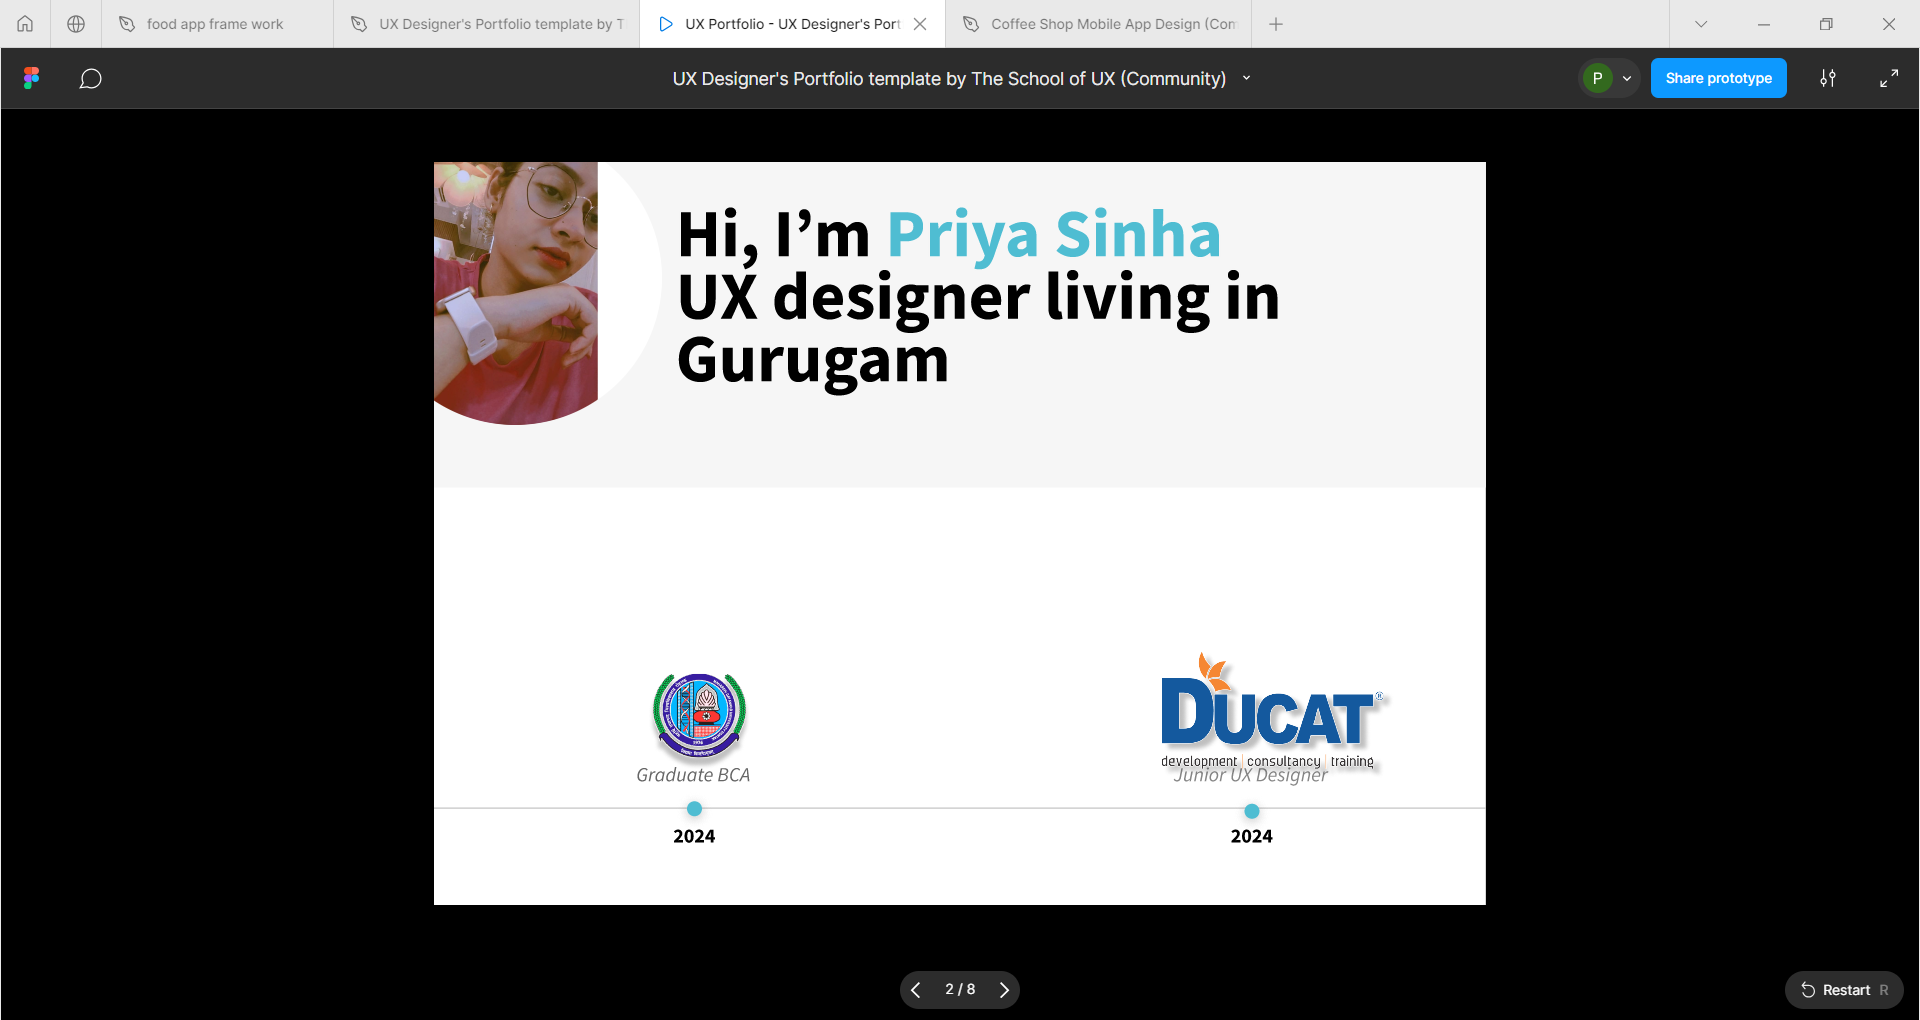 food app frame work
UX Designer's Portfolio template by T
UX Portfolio - UX Designer's Port
Coffee Shop Mobile App Design (Com
UX Designer's Portfolio template by The School of UX (Community)
P
Share prototype
Hi, I’m Priya Sinha
UX designer living in
Gurugam
DUCAT®
development | consultancy | training
Graduate BCA
Junior UX Designer
2024
2024
2 / 8
Restart R